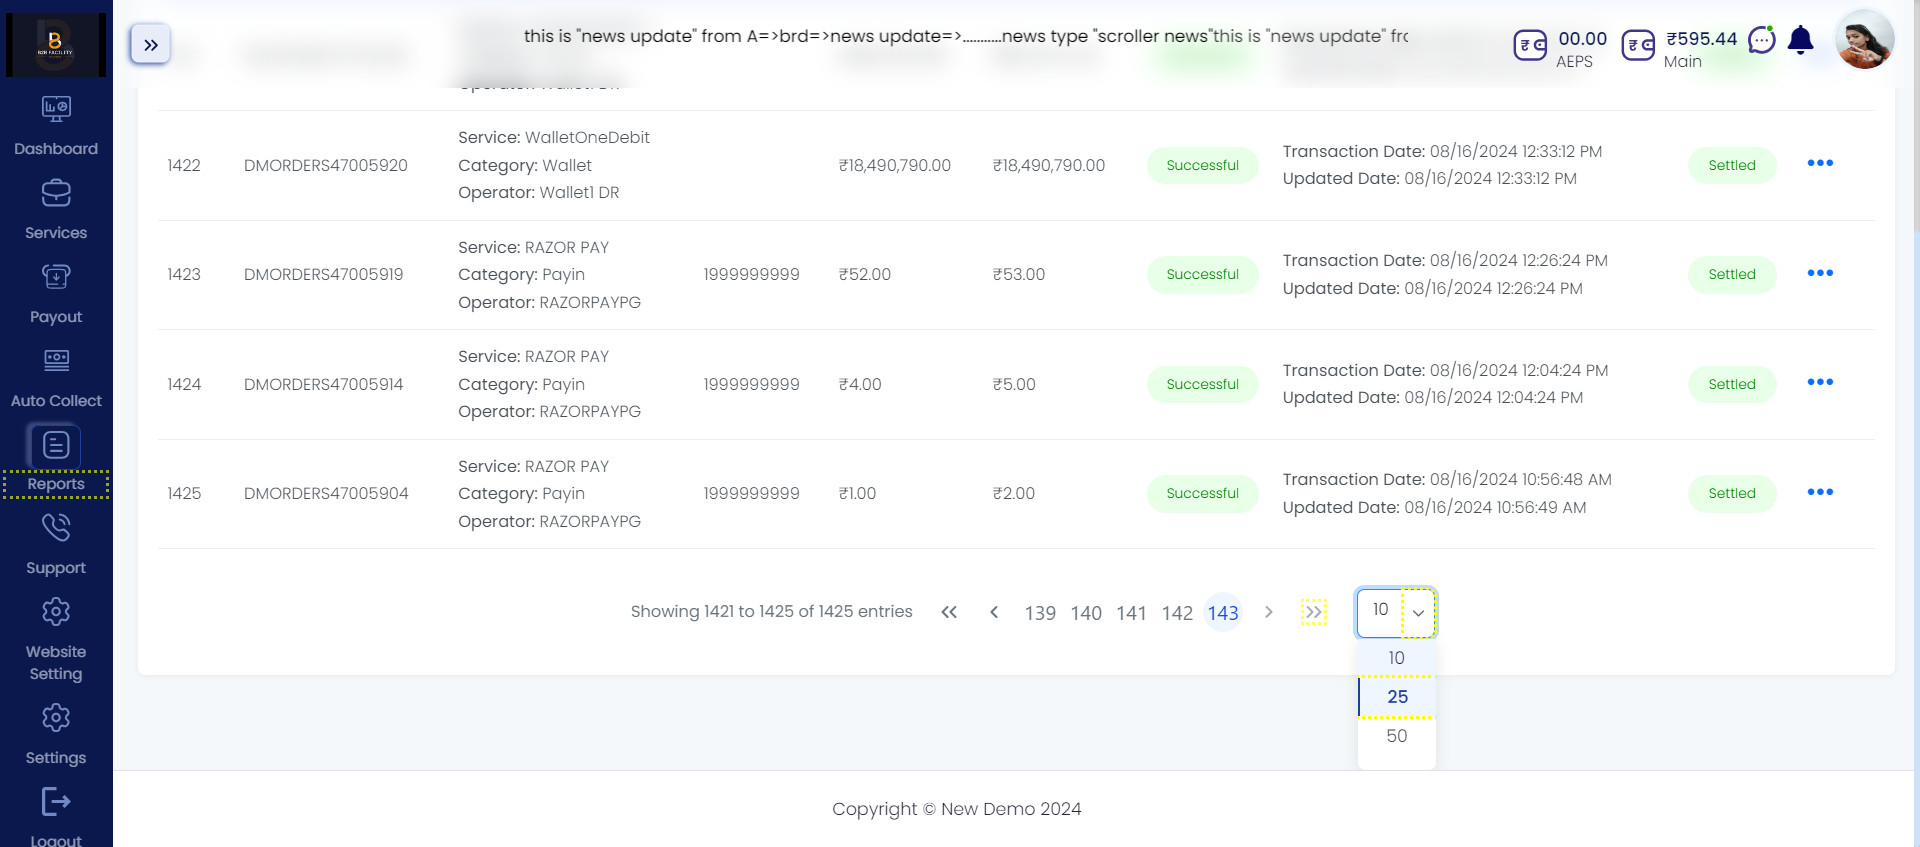 B2B FACILITY
this is "news update" from A=>brd=>news update=>............news type "scroller news"this is "news update" frc
00.00
AEPS
₹595.44
Main
Dashboard
Services
Payout
Auto Collect
Reports
Support
Website
Setting
Settings
Logout
Operator: Wallet1 DR
1422 DMORDERS47005920 Service: WalletOneDebit
Category: Wallet
Operator: Wallet1 DR
₹18,490,790.00 ₹18,490,790.00 Successful Transaction Date: 08/16/2024 12:33:12 PM
Updated Date: 08/16/2024 12:33:12 PM
Settled
1423 DMORDERS47005919 Service: RAZOR PAY
Category: Payin
Operator: RAZORPAYPG
1999999999 ₹52.00 ₹53.00 Successful Transaction Date: 08/16/2024 12:26:24 PM
Updated Date: 08/16/2024 12:26:24 PM
Settled
1424 DMORDERS47005914 Service: RAZOR PAY
Category: Payin
Operator: RAZORPAYPG
1999999999 ₹4.00 ₹5.00 Successful Transaction Date: 08/16/2024 12:04:24 PM
Updated Date: 08/16/2024 12:04:24 PM
Settled
1425 DMORDERS47005904 Service: RAZOR PAY
Category: Payin
Operator: RAZORPAYPG
1999999999 ₹1.00 ₹2.00 Successful Transaction Date: 08/16/2024 10:56:48 AM
Updated Date: 08/16/2024 10:56:49 AM
Settled
Showing 1421 to 1425 of 1425 entries 139 140 141 142 143 10
10
25
50
Copyright © New Demo 2024